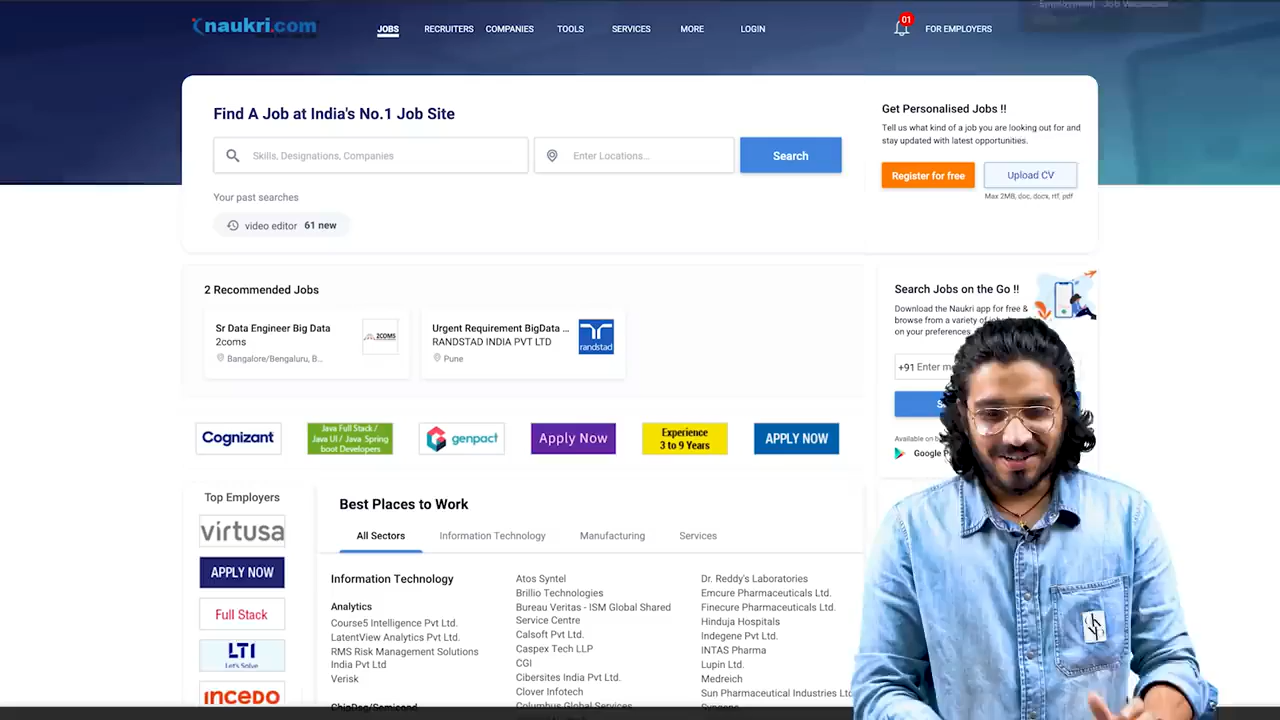 Job Vacancies
naukri.com
JOBS
RECRUITERS
COMPANIES
TOOLS
SERVICES
MORE
LOGIN
01
FOR EMPLOYERS
Find A Job at India's No.1 Job Site
Skills, Designations, Companies
Enter Locations...
Search
Your past searches
video editor 61 new
Get Personalised Jobs !!
Tell us what kind of a job you are looking out for and
stay updated with latest opportunities.
Register for free
Upload CV
Max 2MB, doc, docx, rtf, pdf
2 Recommended Jobs
Sr Data Engineer Big Data
2coms
Bangalore/Bengaluru, B...
2COMS
Urgent Requirement BigData ...
RANDSTAD INDIA PVT LTD
Pune
randstad
Search Jobs on the Go !!
Download the Naukri app for free &
browse from a variety of
on your preferences.
+91 Enter
Available on
Google
Cognizant
Java Full Stack /
Java UI / Java Spring
boot Developers
genpact
Apply Now
Experience
3 to 9 Years
APPLY NOW
Top Employers
virtusa
APPLY NOW
Full Stack
LTI
Let's Solve
INCEDO
Best Places to Work
All Sectors
Information Technology
Manufacturing
Services
Information Technology
Analytics
Course5 Intelligence Pvt Ltd.
LatentView Analytics Pvt Ltd.
RMS Risk Management Solutions
India Pvt Ltd
Verisk
Atos Syntel
Brillio Technologies
Bureau Veritas - ISM Global Shared
Service Centre
Calsoft Pvt Ltd.
Caspex Tech LLP
CGI
Cibersites India Pvt Ltd.
Clover Infotech
Columbus Global Services
Dr. Reddy's Laboratories
Emcure Pharmaceuticals Ltd.
Finecure Pharmaceuticals Ltd.
Hinduja Hospitals
Indegene Pvt Ltd.
INTAS Pharma
Lupin Ltd.
Medreich
Sun Pharmaceutical Industries Ltd